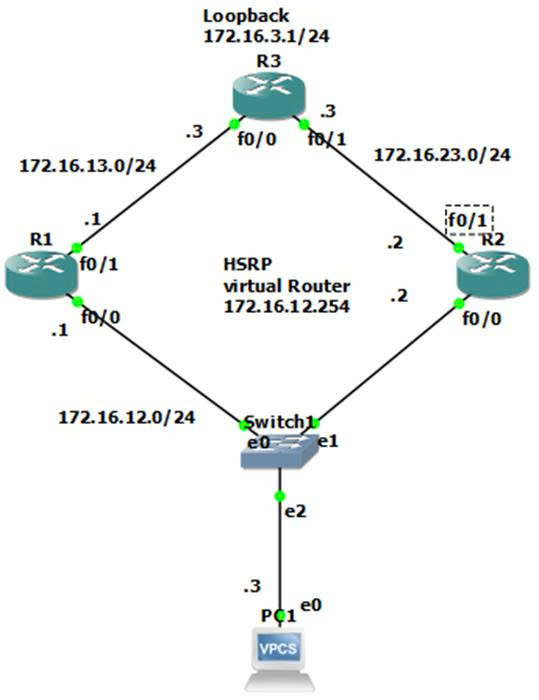 Loopback
172.16.3.1/24
R3
.3
.3
f0/0
f0/1
172.16.13.0/24
172.16.23.0/24
.1
f0/1
R1
R2
.2
f0/1
HSRP
virtual Router
172.16.12.254
.2
.1
f0/0
f0/0
172.16.12.0/24
Switch1
e0
e1
e2
.3
e0
PC1
VPCS